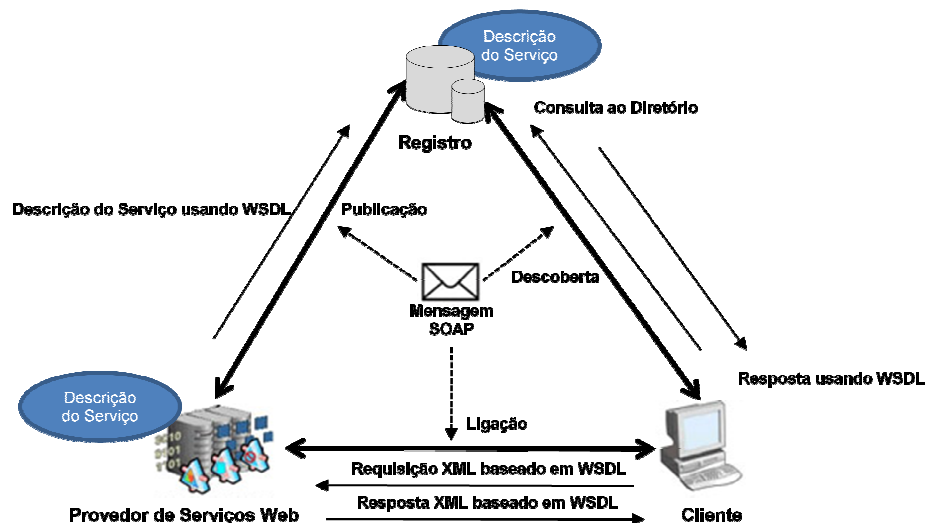 Descrição
do Serviço
Consulta ao Diretório
Registro
Descrição do Serviço usando WSDL
Publicação
Descoberta
Mensagem
SOAP
Resposta usando WSDL
Descrição
do Serviço
Ligação
Requisição XML baseado em WSDL
Resposta XML baseado em WSDL
Provedor de Serviços Web
Cliente